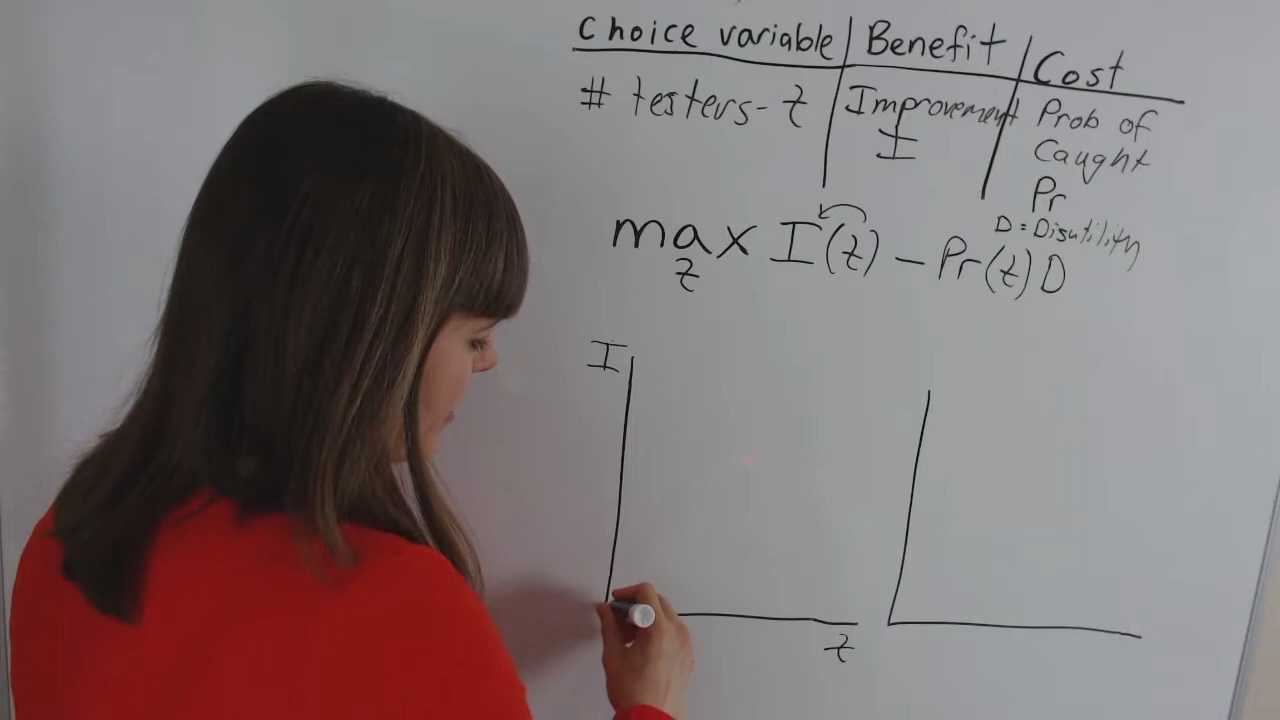 Choice variable | Benefit | Cost
# testers - t
Improvement
I
Prob of
Caught
Pr
D = Disutility
max I(t) - Pr(t) D
t
I
t